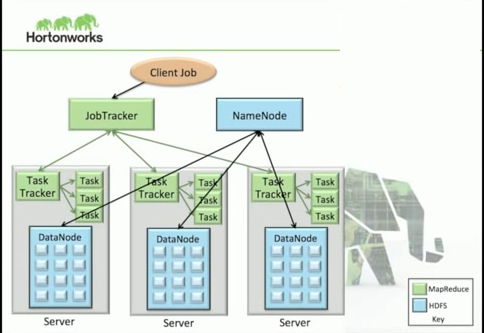 Hortonworks
Client Job
JobTracker
NameNode
Task
Tracker
Task
Task
Task
DataNode
Server
Task
Tracker
Task
Task
Task
DataNode
Server
Task
Tracker
Task
Task
Task
DataNode
Server
MapReduce
HDFS
Key